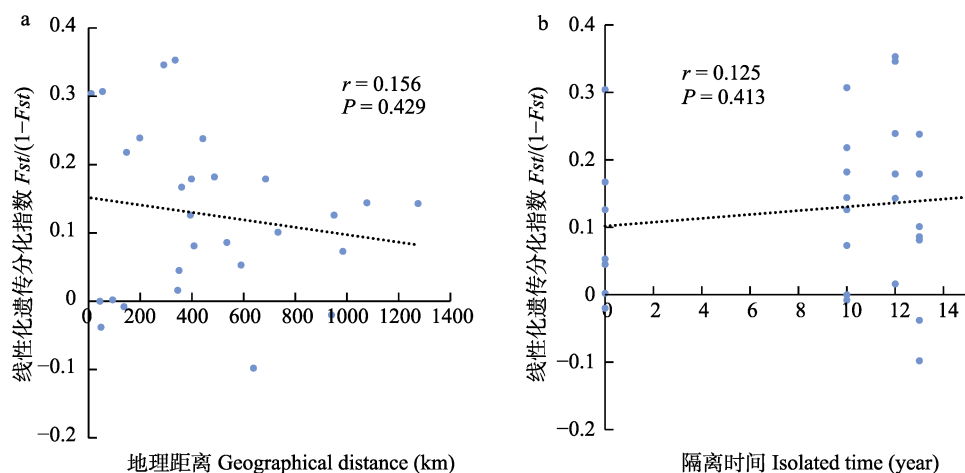 a
0.4
0.3
0.2
0.1
0
−0.1
−0.2
线性化遗传分化指数 Fst/(1−Fst)
r = 0.156
P = 0.429
0 200 400 600 800 1000 1200 1400
地理距离 Geographical distance (km)
b
0.4
0.3
0.2
0.1
0
−0.1
−0.2
线性化遗传分化指数 Fst/(1−Fst)
r = 0.125
P = 0.413
0 2 4 6 8 10 12 14
隔离时间 Isolated time (year)